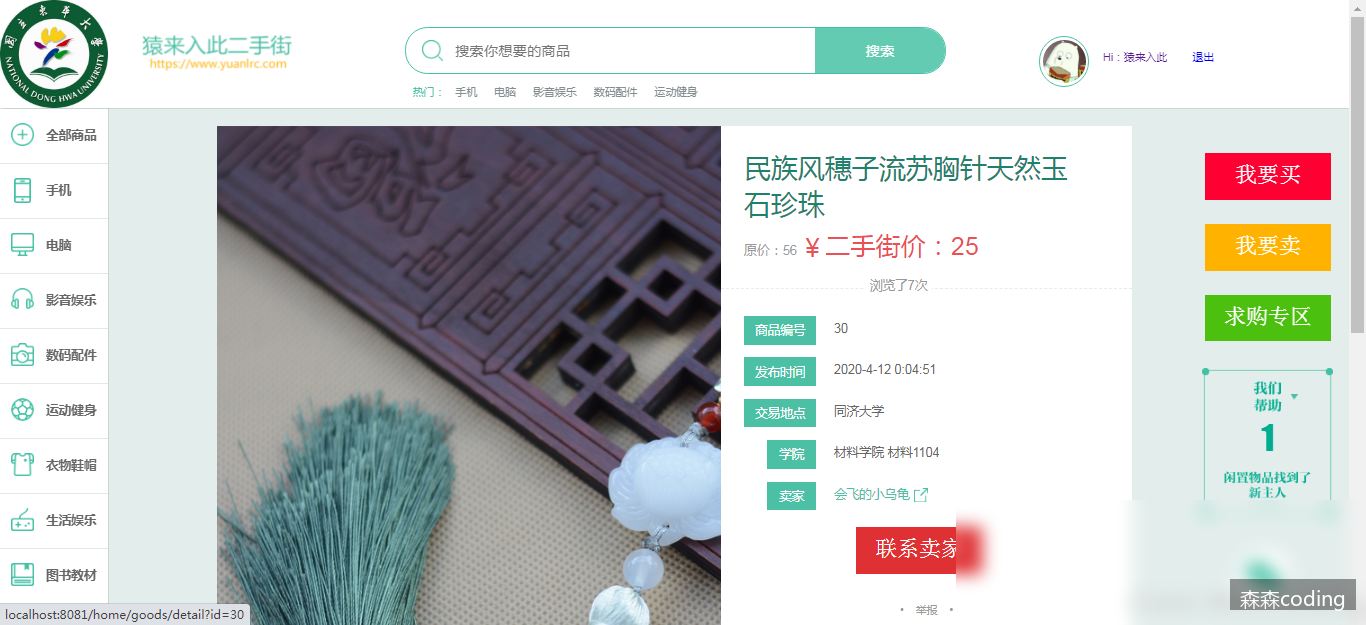 國立東華大學
NATIONAL DONG HWA UNIVERSITY
猿来入此二手街
https://www.yuanlrc.com
搜索你想要的商品
搜索
Hi：猿来入此
退出
热门： 手机 电脑 影音娱乐 数码配件 运动健身
全部商品
手机
电脑
影音娱乐
数码配件
运动健身
衣物鞋帽
生活娱乐
图书教材
民族风穗子流苏胸针天然玉
石珍珠
原价：56 ¥ 二手街价：25
浏览了7次
商品编号 30
发布时间 2020-4-12 0:04:51
交易地点 同济大学
学院 材料学院 材料1104
卖家 会飞的小乌龟
联系卖家
• 举报 •
我要买
我要卖
求购专区
我们
帮助
1
闲置物品找到了
新主人
localhost:8081/home/goods/detail?id=30
森森coding